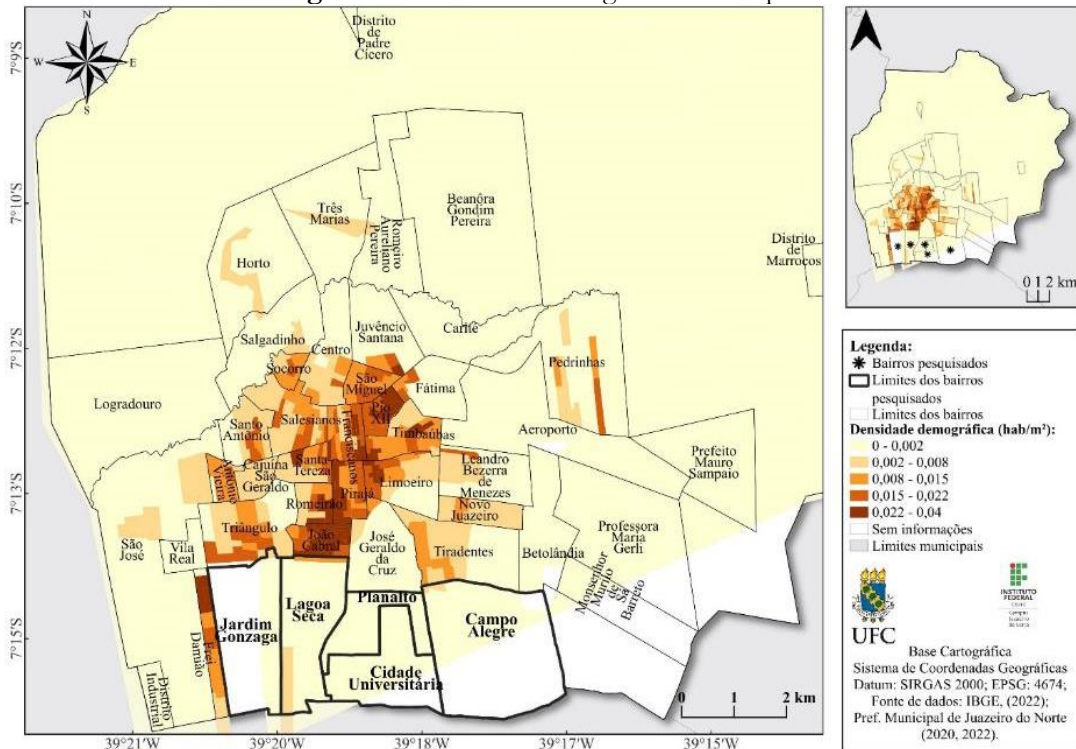 Distrito
de
Padre
Cícero
N
W
E
S
7°9'S
7°10'S
7°12'S
7°13'S
7°15'S
Três
Marias
Romeiro
Aureliano
Pereira
Beanôra
Gondim
Pereira
Horto
Distrito
de
Marrocos
Salgadinho
Centro
Juvêncio
Santana
Carité
Socorro
São
Miguel
Fátima
Pedrinhas
Logradouro
Pio
XII
Salesianos
Franciscanos
Santo
Antônio
Timbaúbas
Aeroporto
Prefeito
Mauro
Sampaio
Antônio
Vieira
Cajuína
São
Geraldo
Santa
Tereza
Pirajá
Limoeiro
Leandro
Bezerra
de
Menezes
Novo
Juazeiro
Romeirão
Triângulo
João
Cabral
José
Geraldo
da
Cruz
Tiradentes
Betolândia
Professora
Maria
Gerli
São
José
Vila
Real
Monsenhor
Murilo
de
Sá
Barreto
Jardim
Gonzaga
Lagoa
Seca
Planalto
Campo
Alegre
Frei
Damião
Cidade
Universitária
Distrito
Industrial
0 1 2 km
39°21'W
39°20'W
39°18'W
39°17'W
39°15'W
0 1 2 km
Legenda:
Bairros pesquisados
Limites dos bairros
pesquisados
Limites dos bairros
Densidade demográfica (hab/m²):
0 - 0,002
0,002 - 0,008
0,008 - 0,015
0,015 - 0,022
0,022 - 0,04
Sem informações
Limites municipais
UFC
INSTITUTO
FEDERAL
Base Cartográfica
Sistema de Coordenadas Geográficas
Datum: SIRGAS 2000; EPSG: 4674;
Fonte de dados: IBGE, (2022);
Pref. Municipal de Juazeiro do Norte
(2020, 2022).